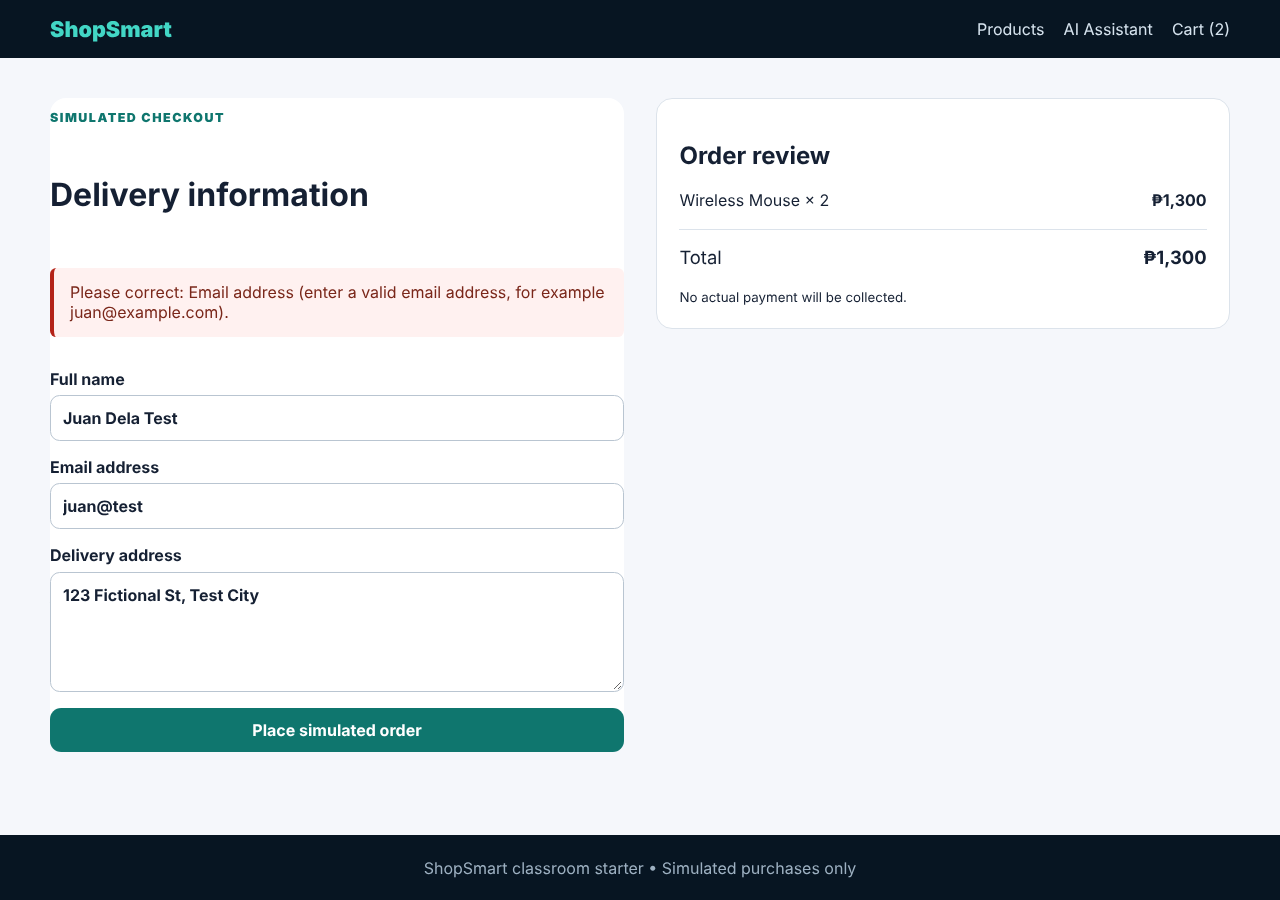 ShopSmart
Products
AI Assistant
Cart (2)
SIMULATED CHECKOUT
Delivery information
Please correct: Email address (enter a valid email address, for example
juan@example.com).
Full name
Juan Dela Test
Email address
juan@test
Delivery address
123 Fictional St, Test City
Place simulated order
Order review
Wireless Mouse × 2 ₱1,300
Total ₱1,300
No actual payment will be collected.
ShopSmart classroom starter • Simulated purchases only